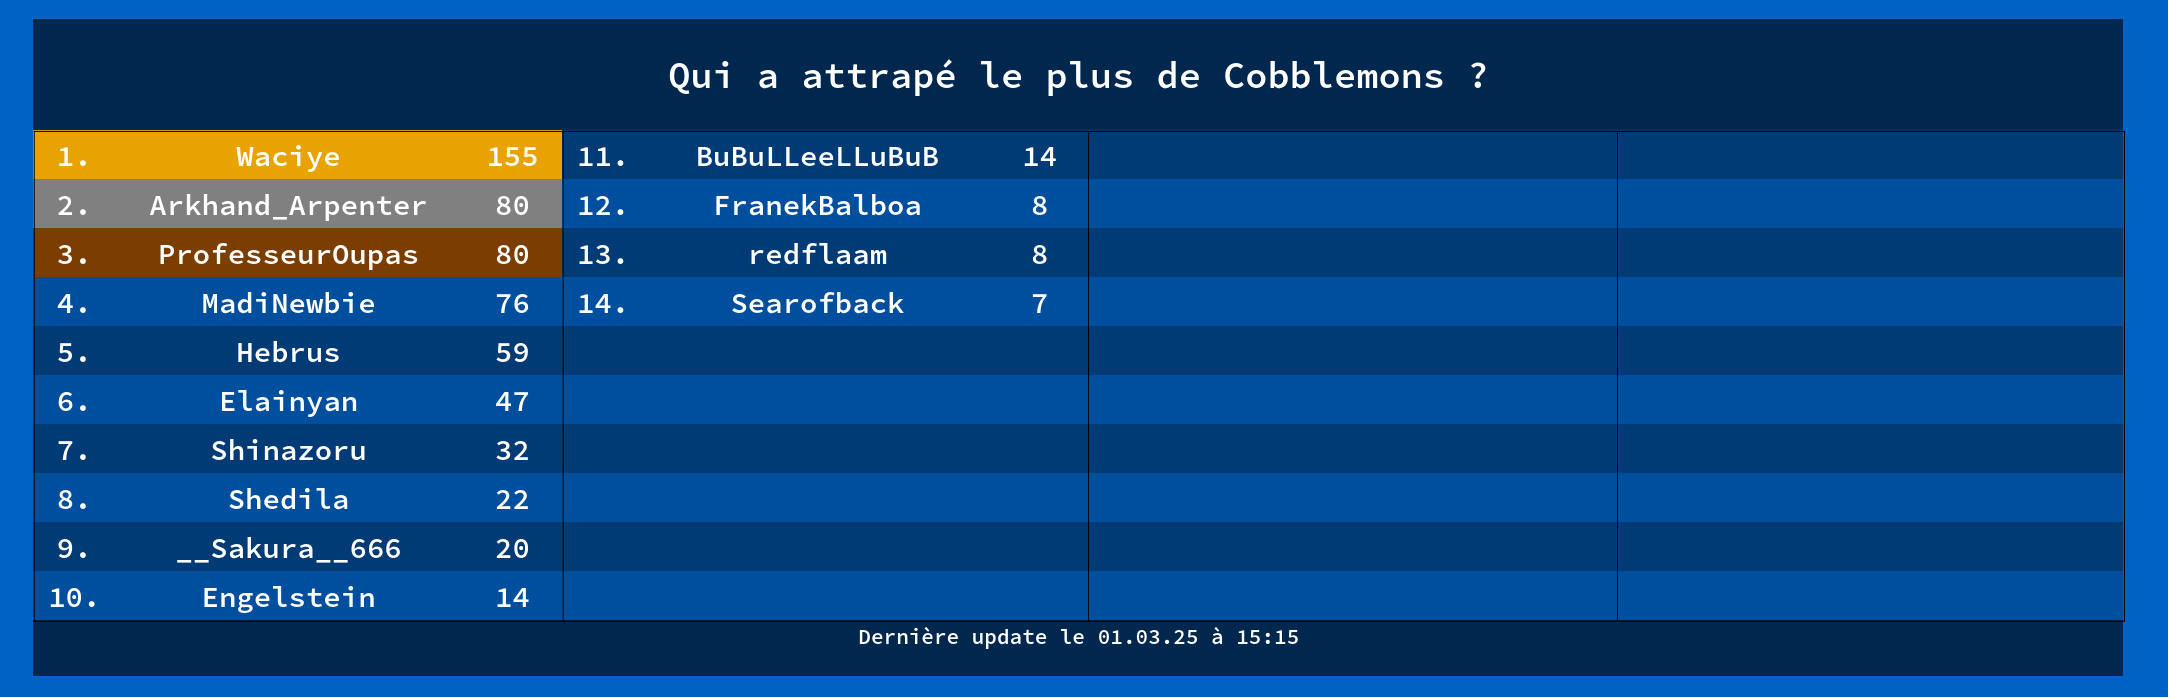 Qui a attrapé le plus de Cobblemons ?
1. Waciye 155
2. Arkhand_Arpenter 80
3. ProfesseurOupas 80
4. MadiNewbie 76
5. Hebrus 59
6. Elainyan 47
7. Shinazoru 32
8. Shedila 22
9. __Sakura__666 20
10. Engelstein 14
11. BuBuLLeeLLuBuB 14
12. FranekBalboa 8
13. redflaam 8
14. Searofback 7
Dernière update le 01.03.25 à 15:15